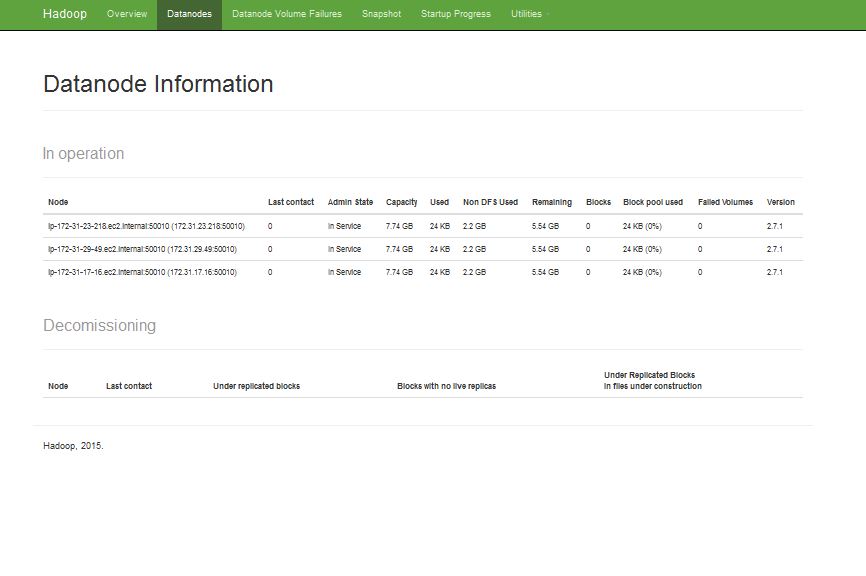 Hadoop Overview Datanodes Datanode Volume Failures Snapshot Startup Progress Utilities
Datanode Information
In operation
Node Last contact Admin State Capacity Used Non DFS Used Remaining Blocks Block pool used Failed Volumes Version
ip-172-31-23-218.ec2.internal:50010 (172.31.23.218:50010) 0 In Service 7.74 GB 24 KB 2.2 GB 5.54 GB 0 24 KB (0%) 0 2.7.1
ip-172-31-29-49.ec2.internal:50010 (172.31.29.49:50010) 0 In Service 7.74 GB 24 KB 2.2 GB 5.54 GB 0 24 KB (0%) 0 2.7.1
ip-172-31-17-16.ec2.internal:50010 (172.31.17.16:50010) 0 In Service 7.74 GB 24 KB 2.2 GB 5.54 GB 0 24 KB (0%) 0 2.7.1
Decomissioning
Node Last contact Under replicated blocks Blocks with no live replicas Under Replicated Blocks
In files under construction
Hadoop, 2015.